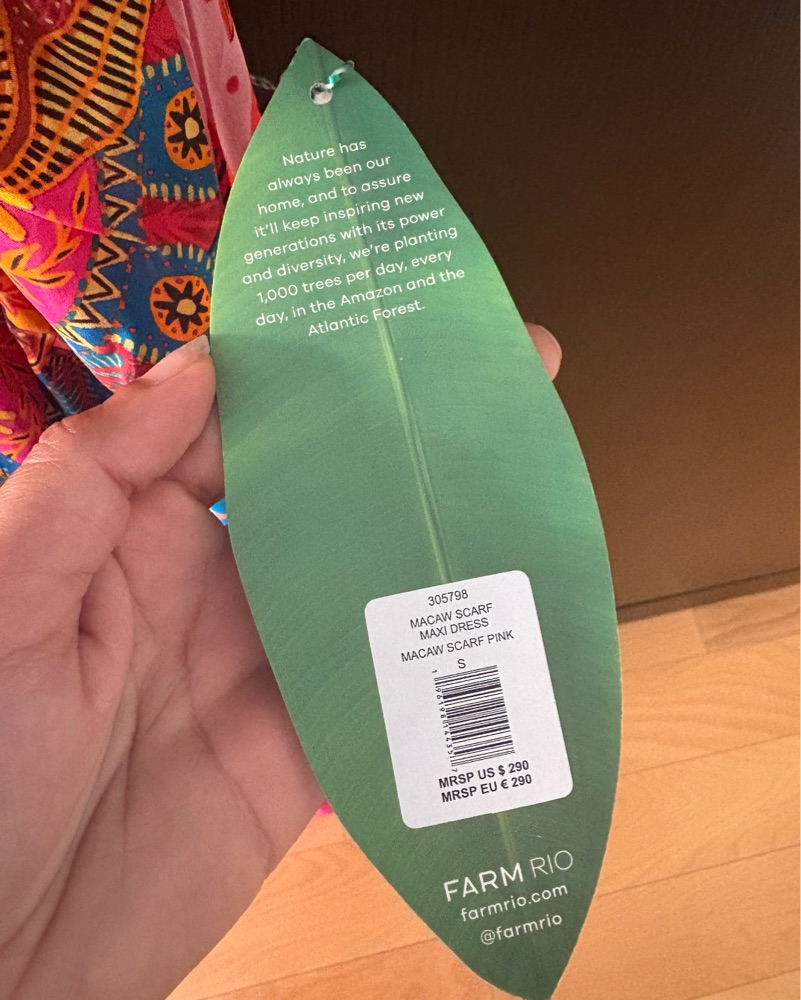 Nature has
always been our
home, and to assure
it'll keep inspiring new
generations with its power
and diversity, we're planting
1,000 trees per day, every
day, in the Amazon and the
Atlantic Forest.
305798
MACAW SCARF
MAXI DRESS
MACAW SCARF PINK
S
MRSP US $ 290
MRSP EU € 290
FARM RIO
farmrio.com
@farmrio